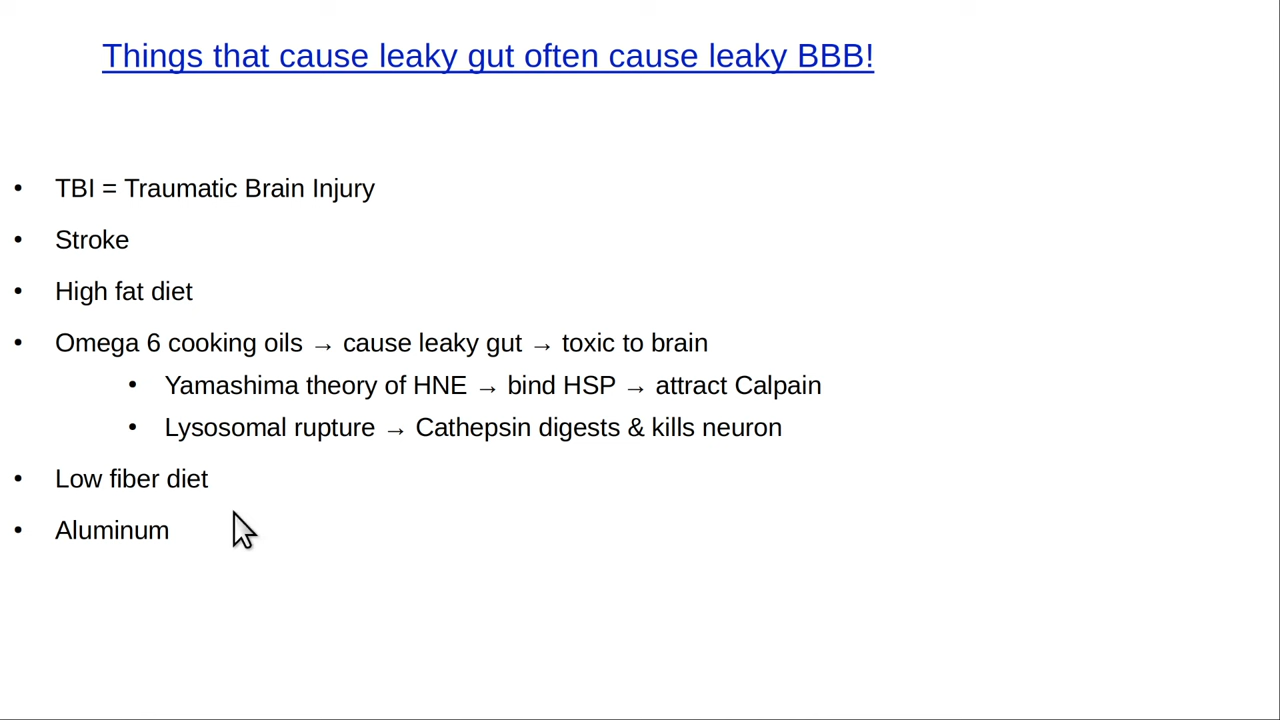 Things that cause leaky gut often cause leaky BBB!
• TBI = Traumatic Brain Injury
• Stroke
• High fat diet
• Omega 6 cooking oils → cause leaky gut → toxic to brain
• Yamashima theory of HNE → bind HSP → attract Calpain
• Lysosomal rupture → Cathepsin digests & kills neuron
• Low fiber diet
• Aluminum